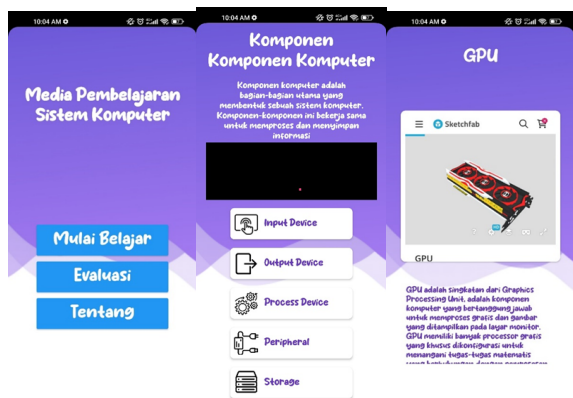 10:04 AM
Media Pembelajaran
Sistem Komputer
Mulai Belajar
Evaluasi
Tentang
10:04 AM
Komponen
Komponen Komputer
Komponen komputer adalah
bagian-bagian utama yang
membentuk sebuah sistem komputer.
Komponen-komponen ini bekerja sama
untuk memproses dan menyimpan
informasi
Input Device
Output Device
Process Device
Peripheral
Storage
10:04 AM
GPU
Sketchfab
GPU
GPU adalah singkatan dari Graphics
Processing Unit, adalah komponen
komputer yang bertanggung jawab
untuk memproses grafis dan gambar
yang ditampilkan pada layar monitor.
GPU memiliki banyak prosesor grafis
yang khusus dikonfigurasi untuk
menangani tugas-tugas matematis